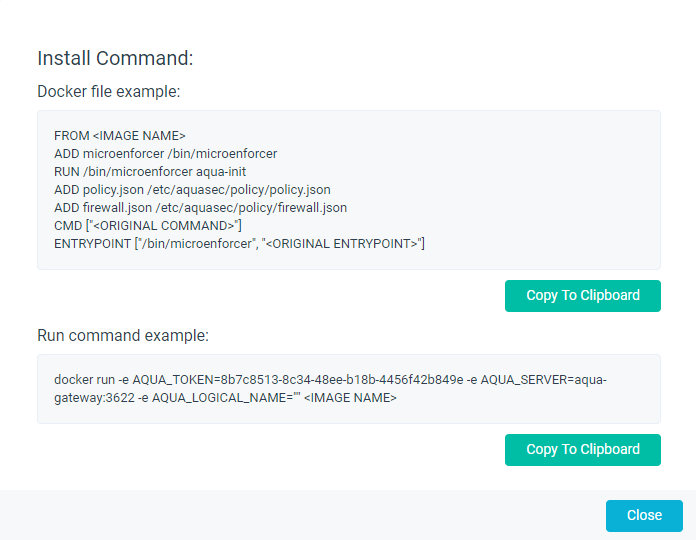 Install Command:
Docker file example:
FROM <IMAGE NAME>
ADD microenforcer /bin/microenforcer
RUN /bin/microenforcer aqua-init
ADD policy.json /etc/aquasec/policy/policy.json
ADD firewall.json /etc/aquasec/policy/firewall.json
CMD ["<ORIGINAL COMMAND>"]
ENTRYPOINT ["/bin/microenforcer", "<ORIGINAL ENTRYPOINT>"]
Copy To Clipboard
Run command example:
docker run -e AQUA_TOKEN=8b7c8513-8c34-48ee-b18b-4456f42b849e -e AQUA_SERVER=aqua-
gateway:3622 -e AQUA_LOGICAL_NAME="" <IMAGE NAME>
Copy To Clipboard
Close